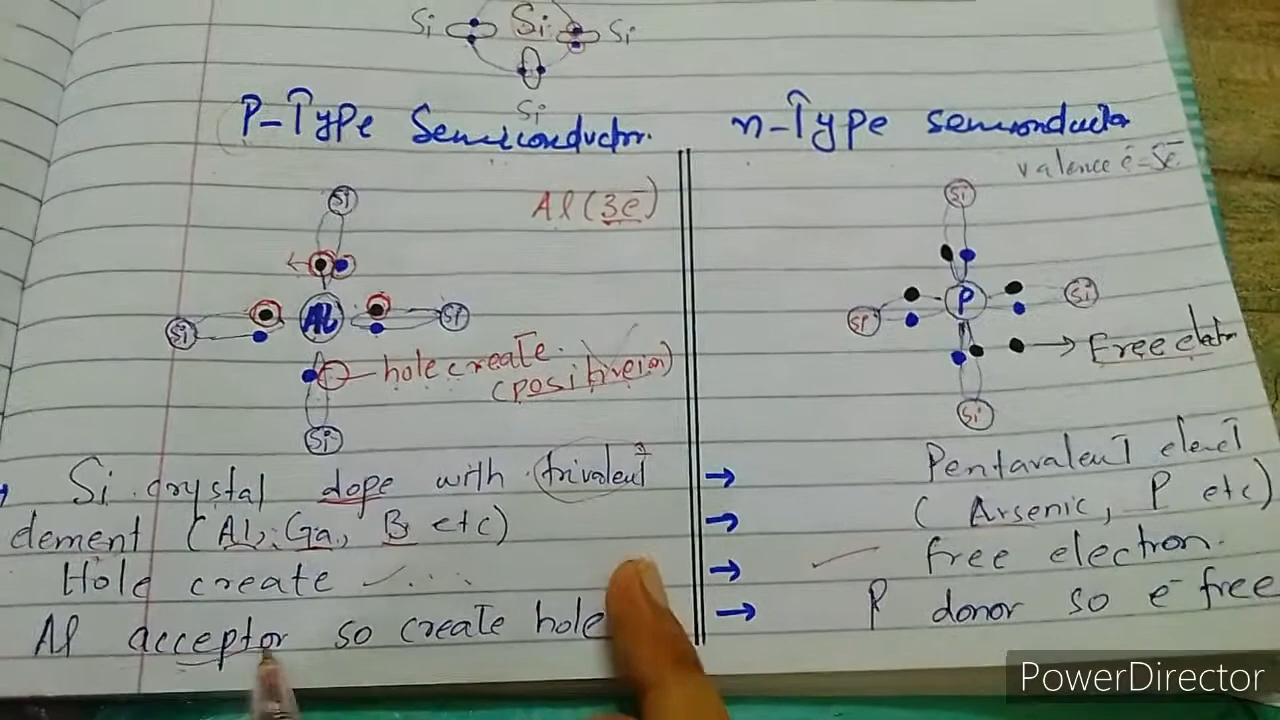 Si Si Si
Si
P-Type Semiconductor.
n-Type semiconductor
valence e⁻ = 5e⁻
Al (3e⁻)
Si
Si Al Si
hole create.
(positive ion)
Si
Si
Si P Si
Free electron
Si
Si crystal dope with trivalent
element (Al, Ga, B etc)
Hole create
Al acceptor so create hole
→ Pentavalent
→ (Arsenic, P etc)
→ free electron.
→ P donor so e⁻ free
PowerDirector